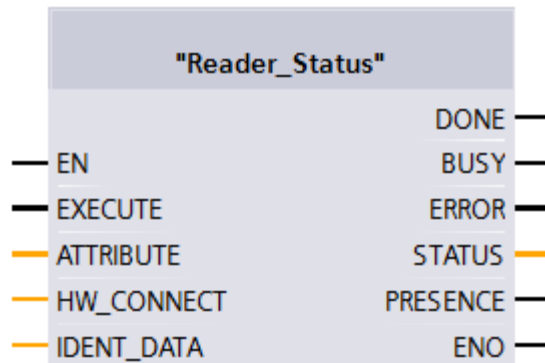 "Reader_Status"
DONE
EN BUSY
EXECUTE ERROR
ATTRIBUTE STATUS
HW_CONNECT PRESENCE
IDENT_DATA ENO